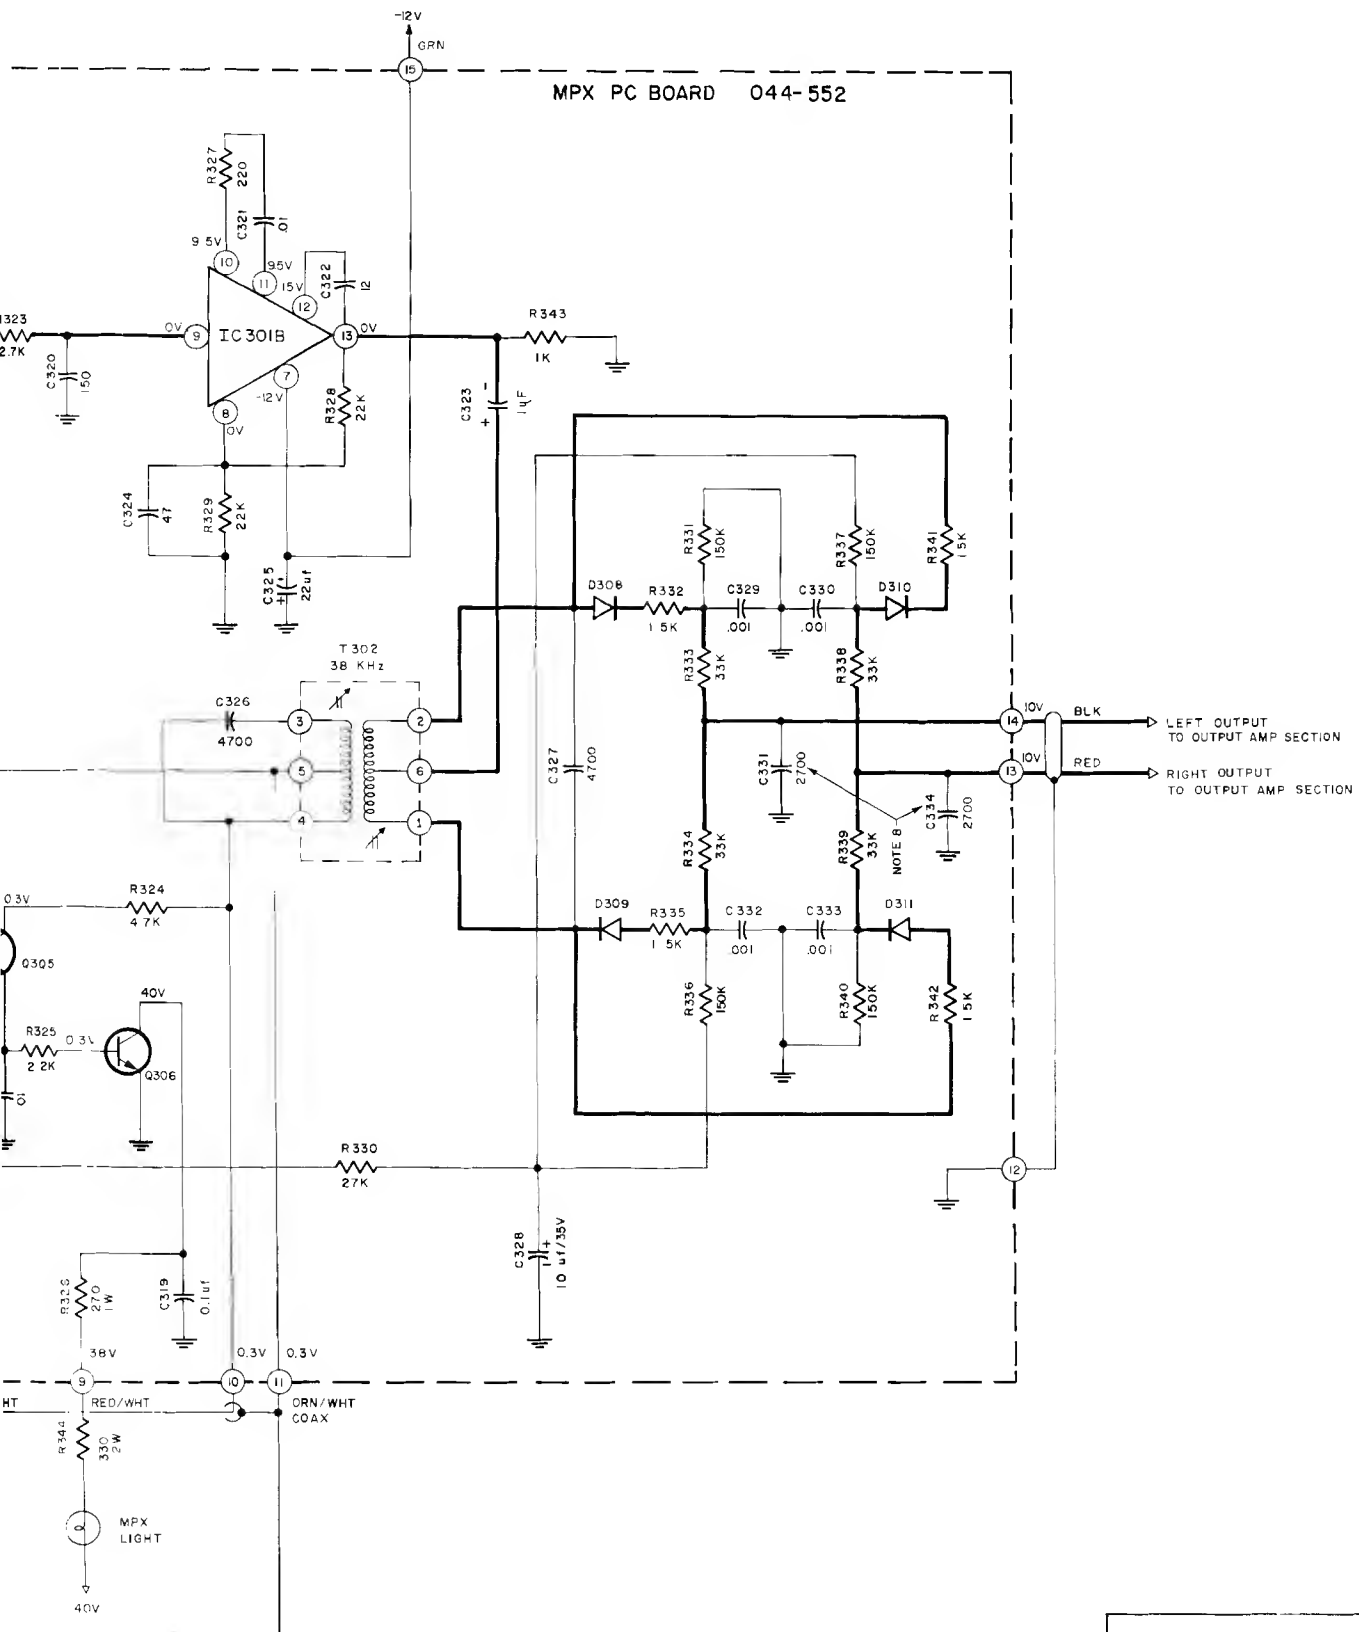 -12V
GRN
15
MPX PC BOARD 044-552
R327
220
C321
.01
9 5V
10
9.5V
11
15V
12
C322
12
323
2.7K
C320
150
0V
9
IC301B
13
0V
R343
1K
7
-12V
8
0V
R328
22K
C323
-
+
1µF
C324
47
R329
22K
C325
+
22uf
R331
150K
R337
150K
R341
1 5K
D308
R332
1 5K
C329
.001
C330
.001
D310
T302
38 KHz
R333
33K
R338
33K
C326
4700
3
2
5
6
4
1
14
10V
BLK
LEFT OUTPUT
TO OUTPUT AMP SECTION
13
10V
RED
RIGHT OUTPUT
TO OUTPUT AMP SECTION
C327
4700
C331
2700
C334
2700
NOTE 8
R334
33K
R339
33K
R324
4 7K
0 3V
Q305
D309
R335
1 5K
C332
.001
C333
.001
D311
R336
150K
R340
150K
R342
1 5K
40V
R325
2 2K
0 3V
Q306
.01
R330
27K
12
C328
+
10 uf/35V
270
1W
C319
0.1uf
38V
0.3V
0.3V
9
10
11
HT
RED/WHT
ORN/WHT
COAX
R344
330
2W
MPX
LIGHT
40V